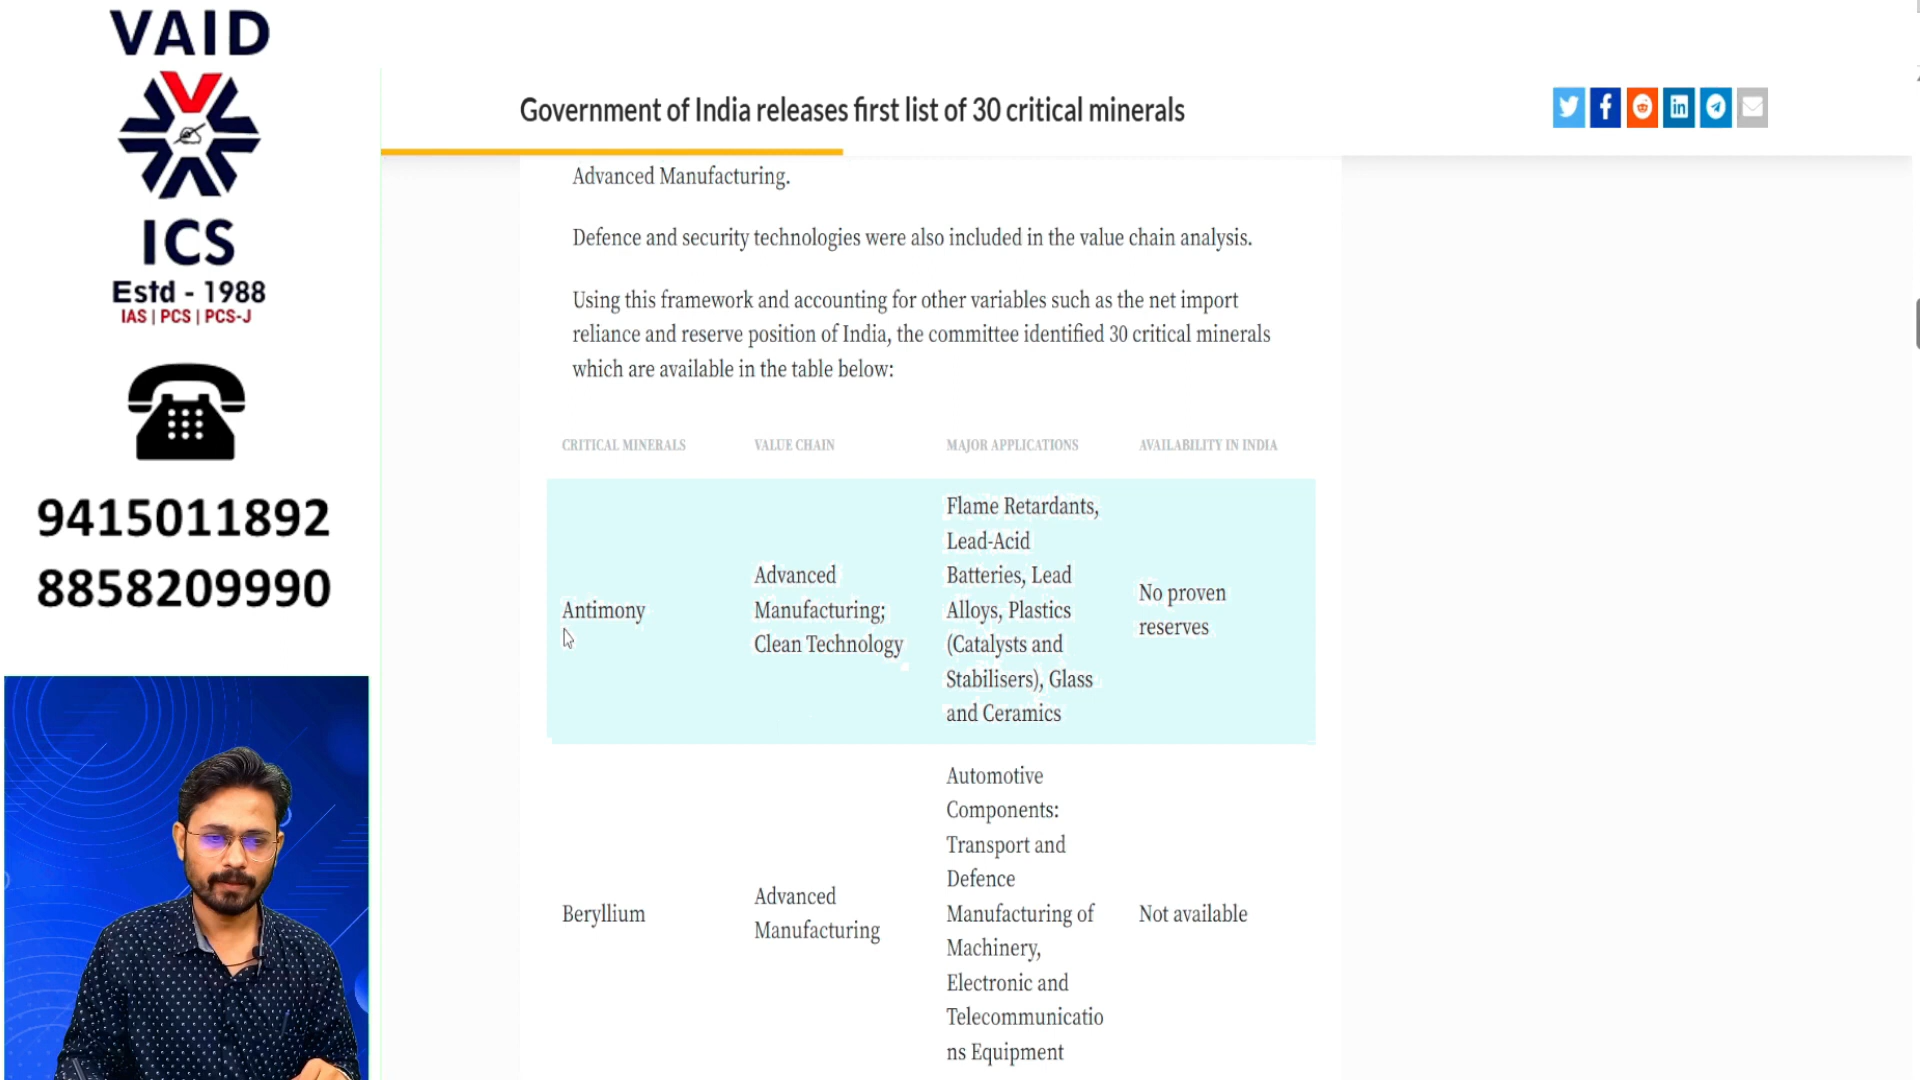 VAID
ICS
Estd - 1988
IAS | PCS | PCS-J
9415011892
8858209990
Government of India releases first list of 30 critical minerals
Advanced Manufacturing.
Defence and security technologies were also included in the value chain analysis.
Using this framework and accounting for other variables such as the net import
reliance and reserve position of India, the committee identified 30 critical minerals
which are available in the table below:
CRITICAL MINERALS VALUE CHAIN MAJOR APPLICATIONS AVAILABILITY IN INDIA
Antimony
Advanced
Manufacturing;
Clean Technology
Flame Retardants,
Lead-Acid
Batteries, Lead
Alloys, Plastics
(Catalysts and
Stabilisers), Glass
and Ceramics
No proven
reserves
Beryllium
Advanced
Manufacturing
Automotive
Components:
Transport and
Defence
Manufacturing of
Machinery,
Electronic and
Telecommunicatio
ns Equipment
Not available